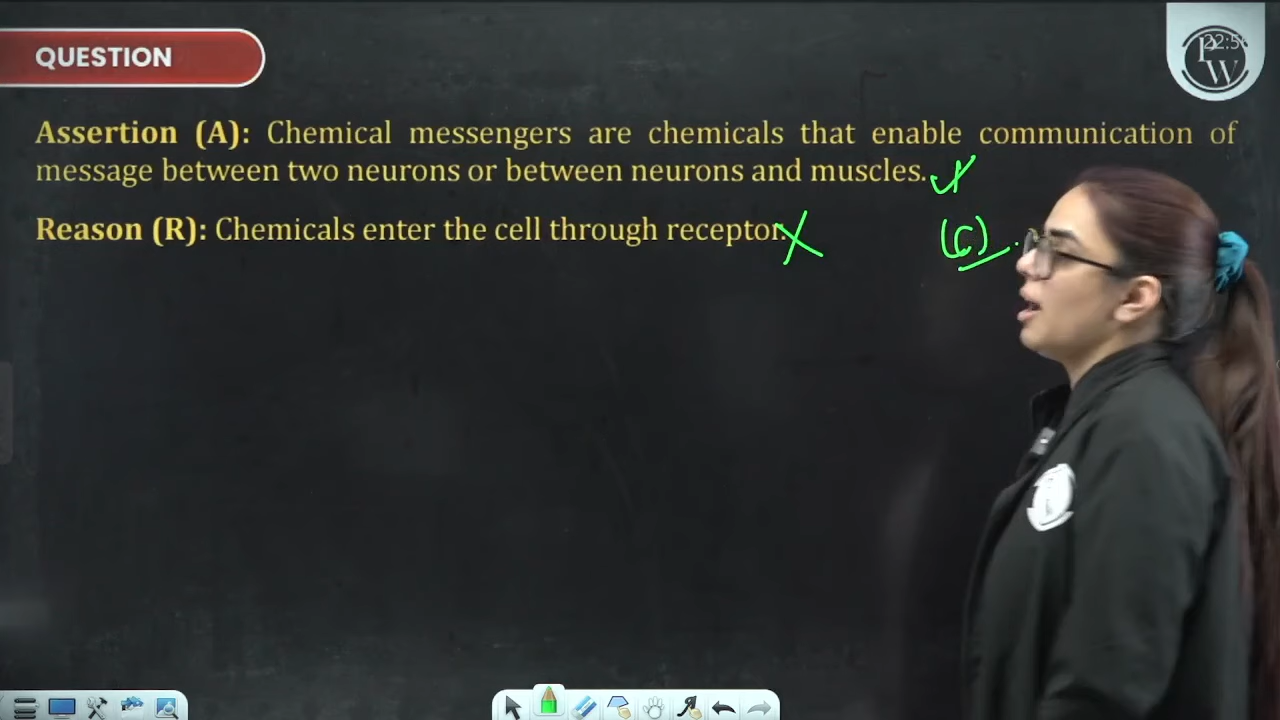 QUESTION
Assertion (A): Chemical messengers are chemicals that enable communication of
message between two neurons or between neurons and muscles.
Reason (R): Chemicals enter the cell through receptor.
(C)
PW